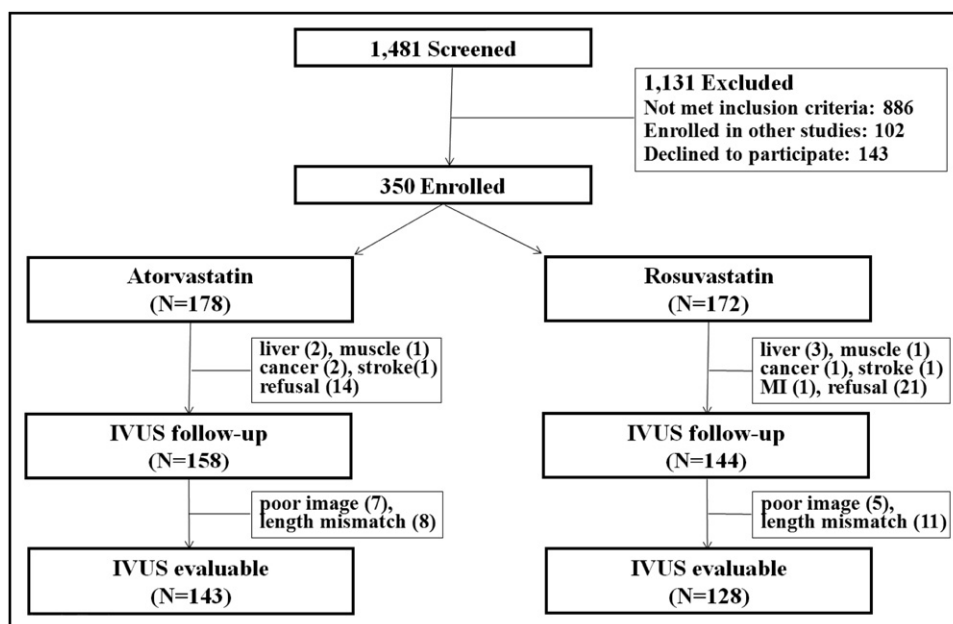 1,481 Screened
1,131 Excluded
Not met inclusion criteria: 886
Enrolled in other studies: 102
Declined to participate: 143
350 Enrolled
Atorvastatin
(N=178)
Rosuvastatin
(N=172)
liver (2), muscle (1)
cancer (2), stroke(1)
refusal (14)
liver (3), muscle (1)
cancer (1), stroke (1)
MI (1), refusal (21)
IVUS follow-up
(N=158)
IVUS follow-up
(N=144)
poor image (7),
length mismatch (8)
poor image (5),
length mismatch (11)
IVUS evaluable
(N=143)
IVUS evaluable
(N=128)